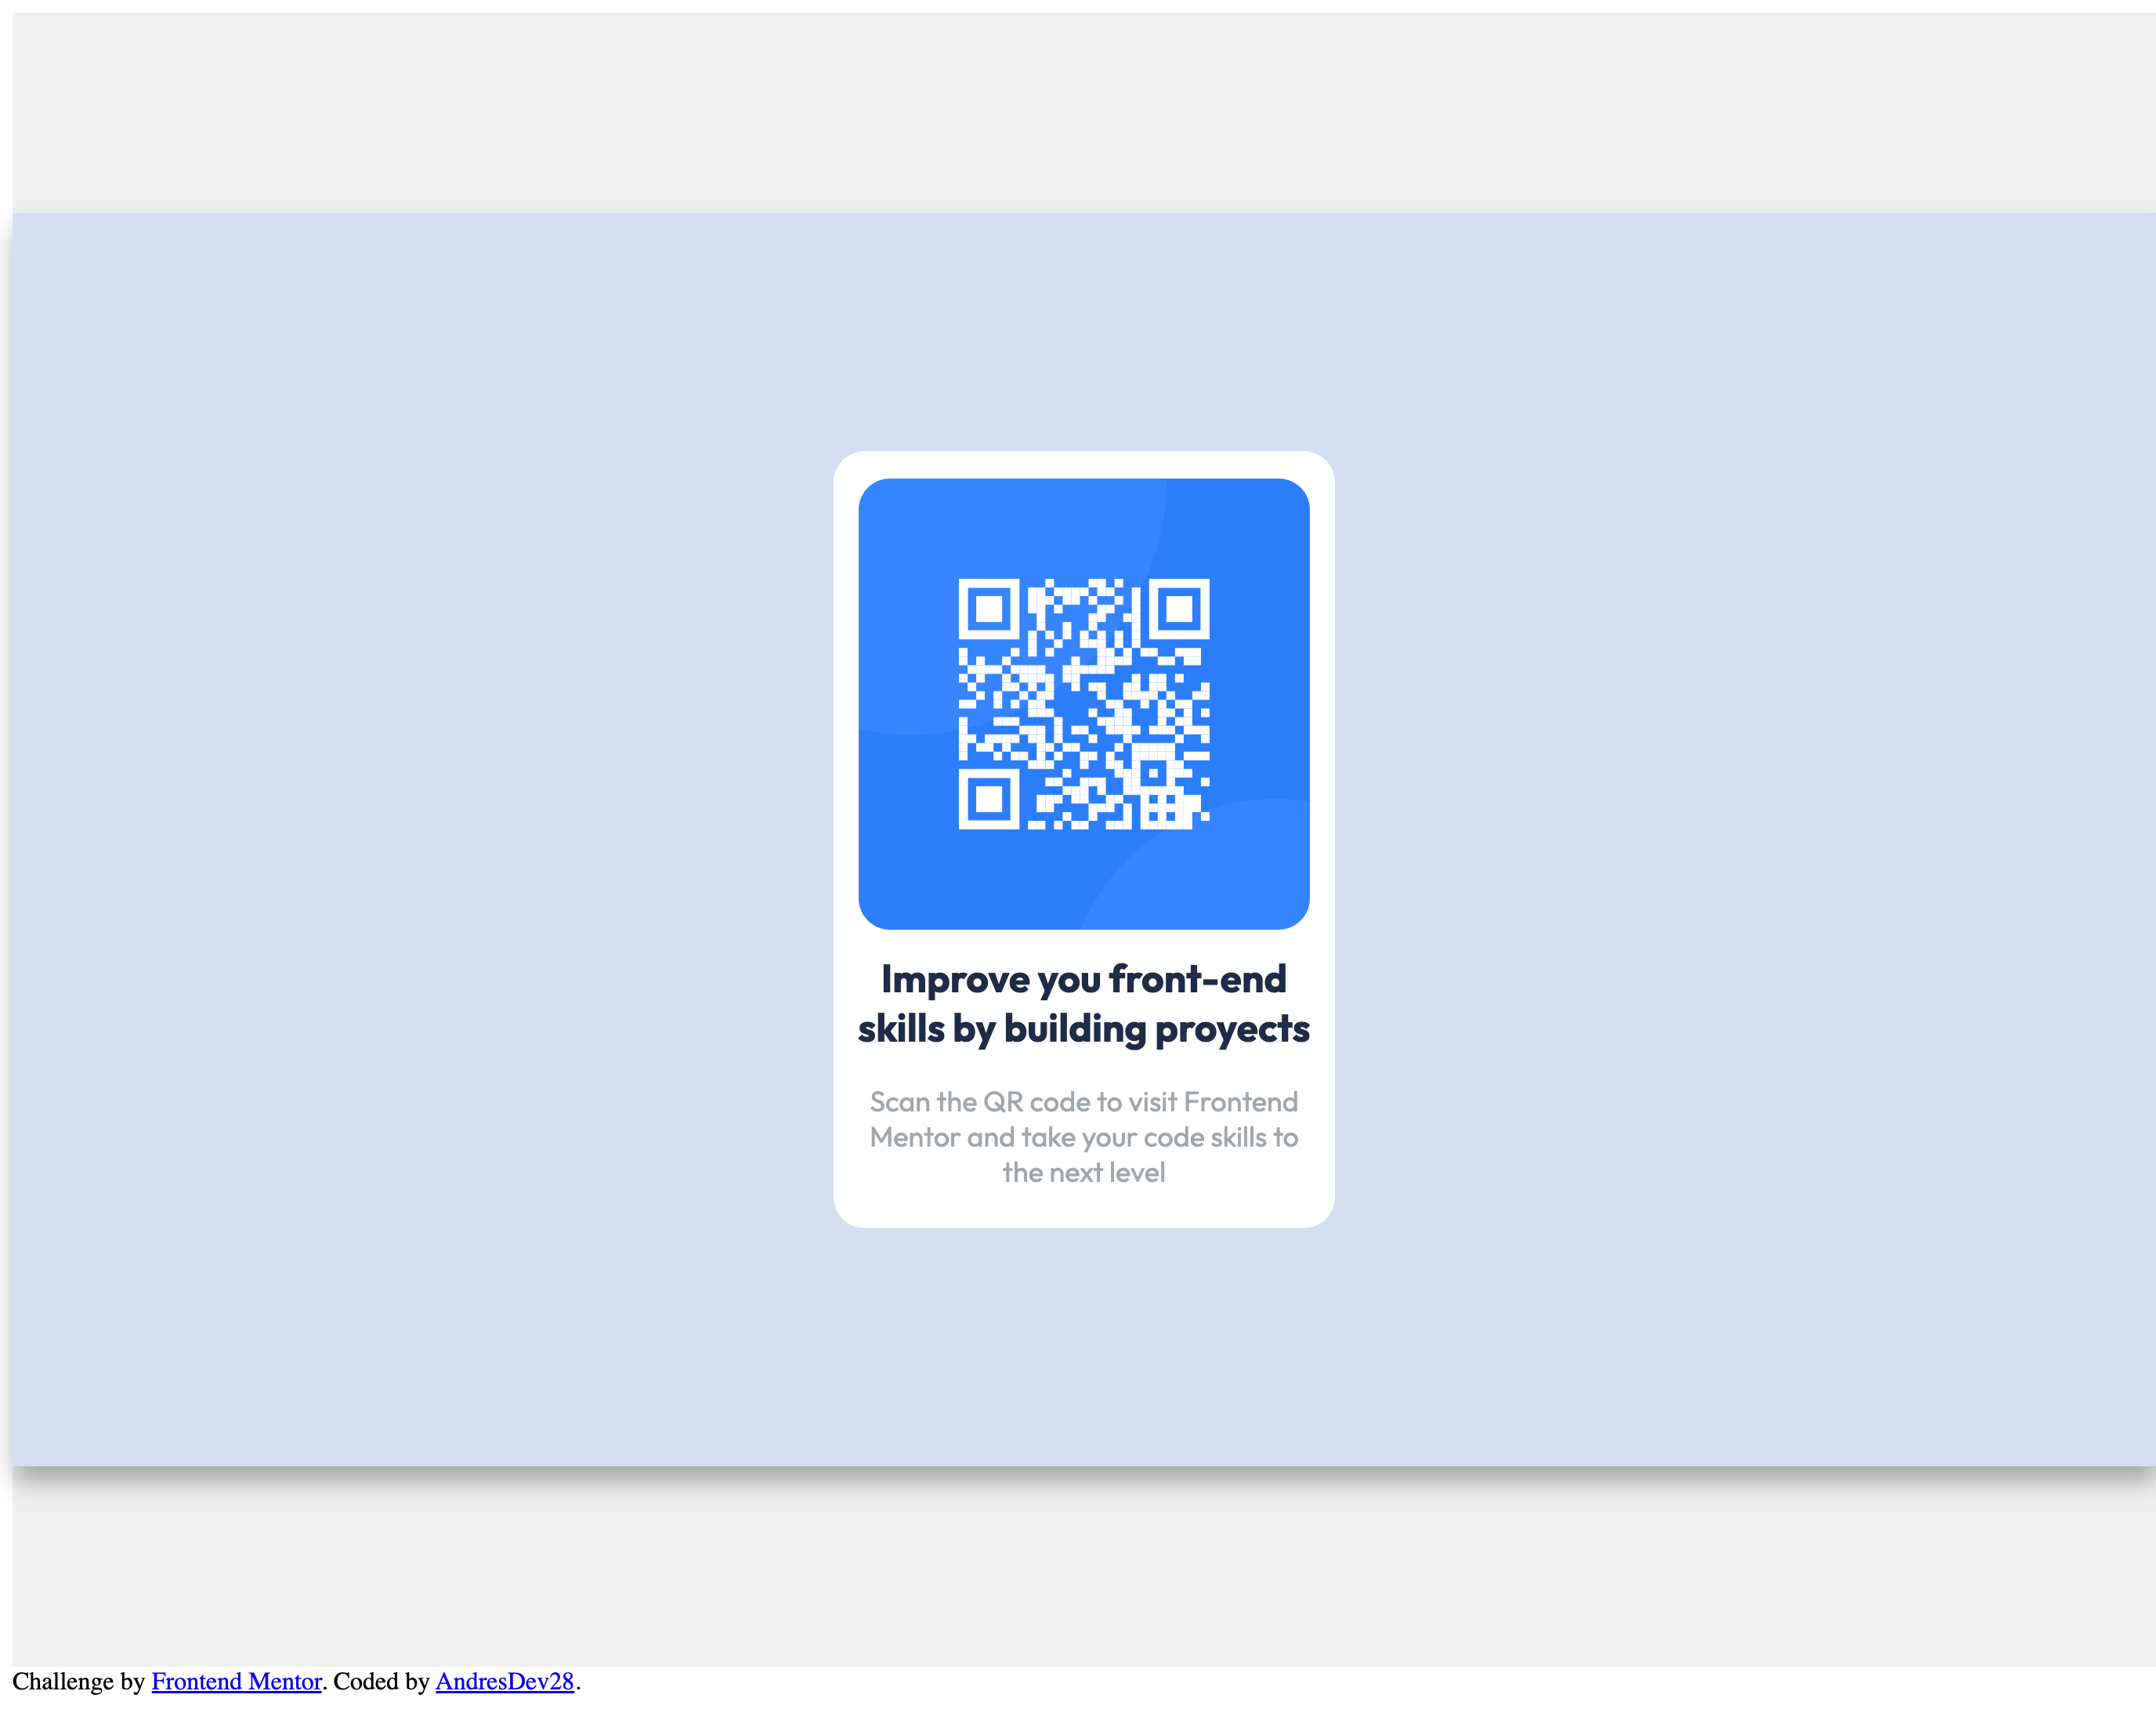 Improve you front-end
skills by building proyects
Scan the QR code to visit Frontend
Mentor and take your code skills to
the next level
Challenge by Frontend Mentor. Coded by AndresDev28.